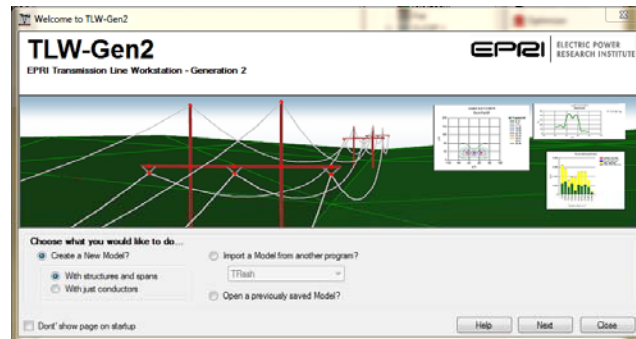 Welcome to TLW-Gen2
TLW-Gen2
EPRI Transmission Line Workstation - Generation 2
EPRI
ELECTRIC POWER
RESEARCH INSTITUTE
Choose what you would like to do...
Create a New Model?
With structures and spans
With just conductors
Import a Model from another program?
TFlash
Open a previously saved Model?
Dont' show page on startup
Help
Next
Close